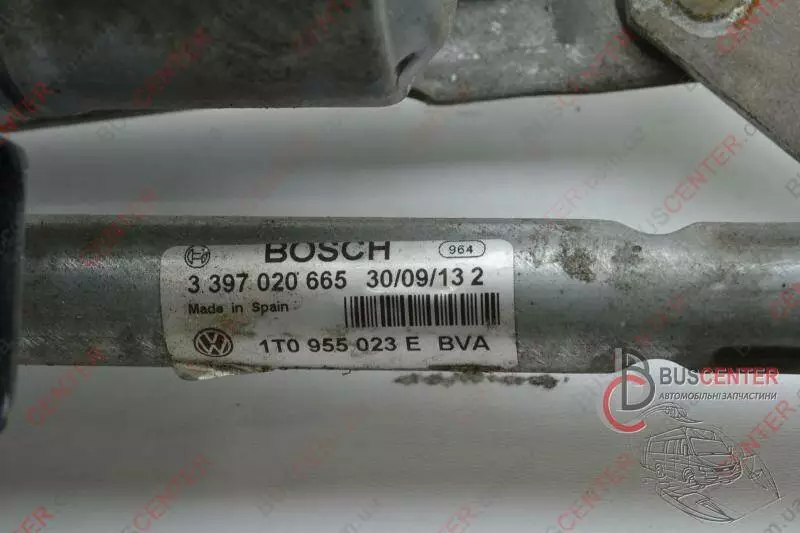 BOSCH 964
3 397 020 665 30/09/13 2
Made in Spain
1T0 955 023 E BVA
BUSCENTER
АВТОМОБІЛЬНІ ЗАПЧАСТИНИ